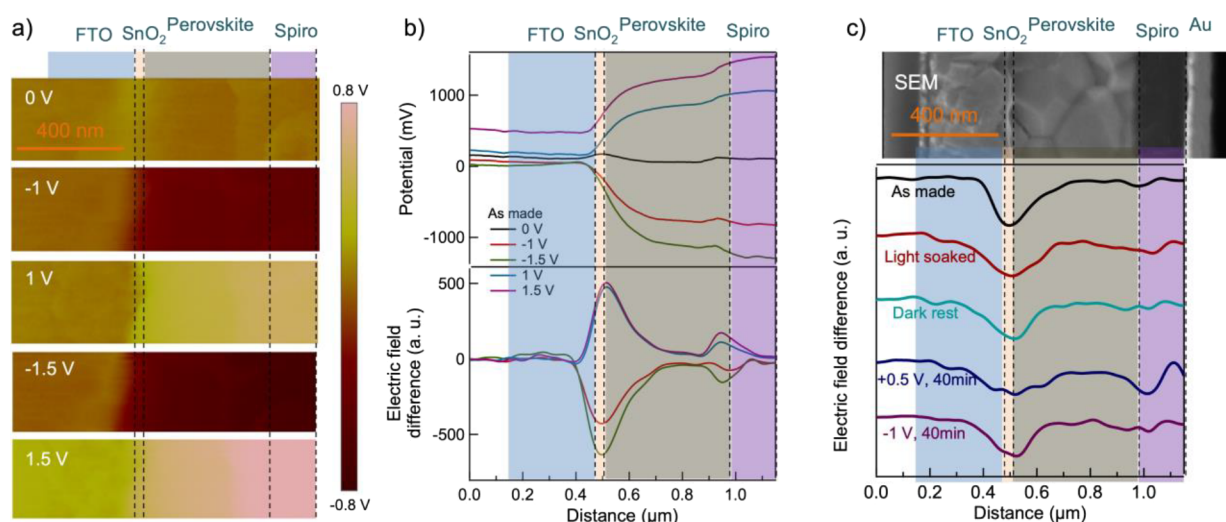 a)
FTO SnO₂ Perovskite Spiro
0 V
400 nm
-1 V
1 V
-1.5 V
1.5 V
0.8 V
-0.8 V
b)
FTO SnO₂ Perovskite Spiro
Potential (mV)
1000
0
-1000
As made
0 V
-1 V
-1.5 V
1 V
1.5 V
Electric field
difference (a. u.)
500
0
-500
0.0 0.2 0.4 0.6 0.8 1.0
Distance (µm)
c)
FTO SnO₂ Perovskite Spiro Au
SEM
400 nm
Electric field difference (a. u.)
As made
Light soaked
Dark rest
+0.5 V, 40min
-1 V, 40min
0.0 0.2 0.4 0.6 0.8 1.0
Distance (µm)